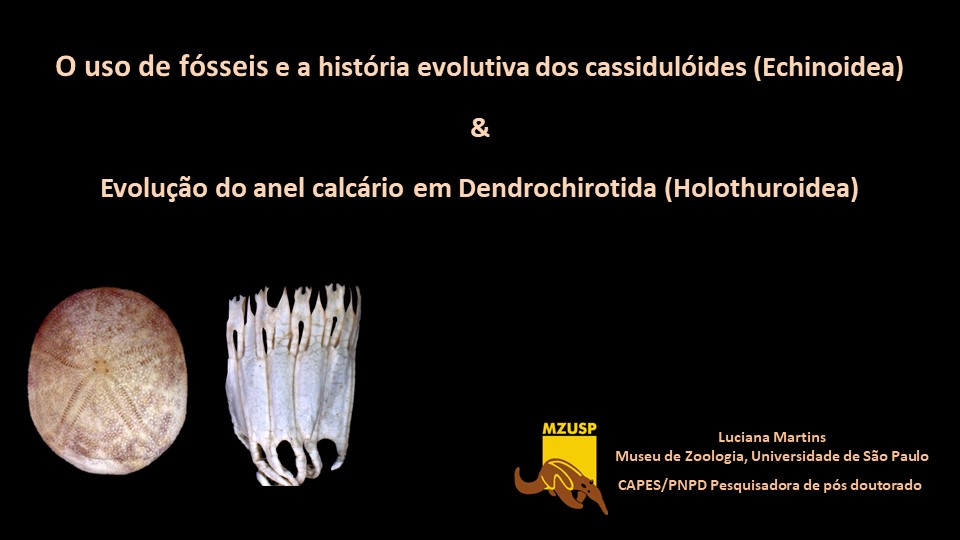 O uso de fósseis e a história evolutiva dos cassidulóides (Echinoidea)
&
Evolução do anel calcário em Dendrochirotida (Holothuroidea)
MZUSP
Luciana Martins
Museu de Zoologia, Universidade de São Paulo
CAPES/PNPD Pesquisadora de pós doutorado